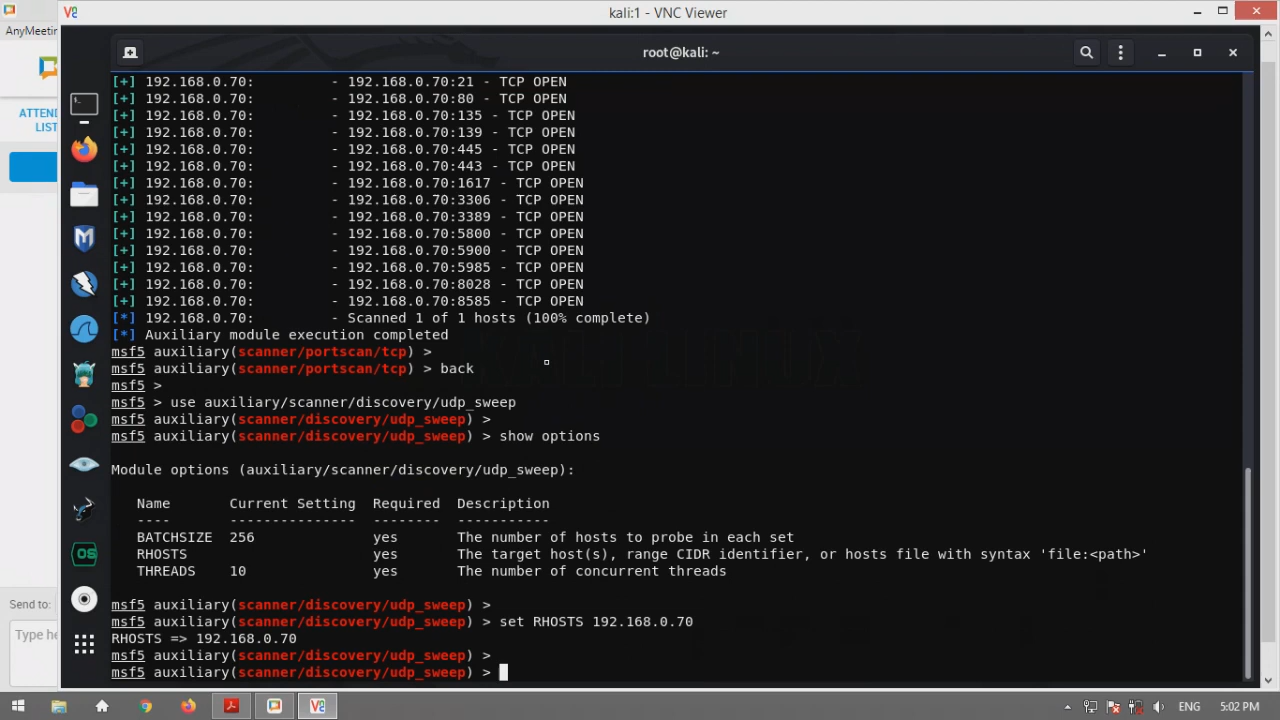 kali:1 - VNC Viewer
AnyMeeting
root@kali: ~
ATTEND
LIST
[+] 192.168.0.70: - 192.168.0.70:21 - TCP OPEN
[+] 192.168.0.70: - 192.168.0.70:80 - TCP OPEN
[+] 192.168.0.70: - 192.168.0.70:135 - TCP OPEN
[+] 192.168.0.70: - 192.168.0.70:139 - TCP OPEN
[+] 192.168.0.70: - 192.168.0.70:445 - TCP OPEN
[+] 192.168.0.70: - 192.168.0.70:443 - TCP OPEN
[+] 192.168.0.70: - 192.168.0.70:1617 - TCP OPEN
[+] 192.168.0.70: - 192.168.0.70:3306 - TCP OPEN
[+] 192.168.0.70: - 192.168.0.70:3389 - TCP OPEN
[+] 192.168.0.70: - 192.168.0.70:5800 - TCP OPEN
[+] 192.168.0.70: - 192.168.0.70:5900 - TCP OPEN
[+] 192.168.0.70: - 192.168.0.70:5985 - TCP OPEN
[+] 192.168.0.70: - 192.168.0.70:8028 - TCP OPEN
[+] 192.168.0.70: - 192.168.0.70:8585 - TCP OPEN
[*] 192.168.0.70: - Scanned 1 of 1 hosts (100% complete)
[*] Auxiliary module execution completed
msf5 auxiliary(scanner/portscan/tcp) >
msf5 auxiliary(scanner/portscan/tcp) > back
msf5 >
msf5 > use auxiliary/scanner/discovery/udp_sweep
msf5 auxiliary(scanner/discovery/udp_sweep) >
msf5 auxiliary(scanner/discovery/udp_sweep) > show options
Module options (auxiliary/scanner/discovery/udp_sweep):
Name Current Setting Required Description
---- --------------- -------- -----------
BATCHSIZE 256 yes The number of hosts to probe in each set
RHOSTS yes The target host(s), range CIDR identifier, or hosts file with syntax 'file:<path>'
THREADS 10 yes The number of concurrent threads
msf5 auxiliary(scanner/discovery/udp_sweep) >
msf5 auxiliary(scanner/discovery/udp_sweep) > set RHOSTS 192.168.0.70
RHOSTS => 192.168.0.70
msf5 auxiliary(scanner/discovery/udp_sweep) >
msf5 auxiliary(scanner/discovery/udp_sweep) >
Send to:
Type he
ENG
5:02 PM